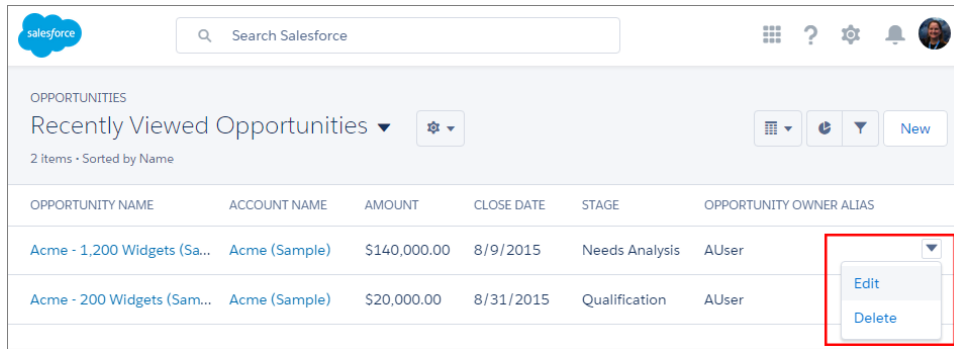 salesforce
Search Salesforce
?
OPPORTUNITIES
Recently Viewed Opportunities
New
2 items • Sorted by Name
OPPORTUNITY NAME ACCOUNT NAME AMOUNT CLOSE DATE STAGE OPPORTUNITY OWNER ALIAS
Acme - 1,200 Widgets (Sa... Acme (Sample) $140,000.00 8/9/2015 Needs Analysis AUser
Edit
Acme - 200 Widgets (Sam... Acme (Sample) $20,000.00 8/31/2015 Qualification AUser
Delete